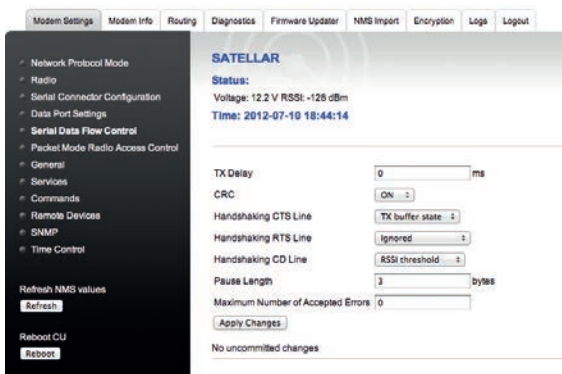 Modem Settings Modem Info Routing Diagnostics Firmware Updater NMS Import Encryption Logs Logout
Network Protocol Mode
Radio
Serial Connector Configuration
Data Port Settings
Serial Data Flow Control
Packet Mode Radio Access Control
General
Services
Commands
Remote Devices
SNMP
Time Control
Refresh NMS values
Refresh
Reboot CU
Reboot
SATELLAR
Status:
Voltage: 12.2 V RSSI: -128 dBm
Time: 2012-07-10 18:44:14
TX Delay 0 ms
CRC ON
Handshaking CTS Line TX buffer state
Handshaking RTS Line Ignored
Handshaking CD Line RSSI threshold
Pause Length 3 bytes
Maximum Number of Accepted Errors 0
Apply Changes
No uncommitted changes